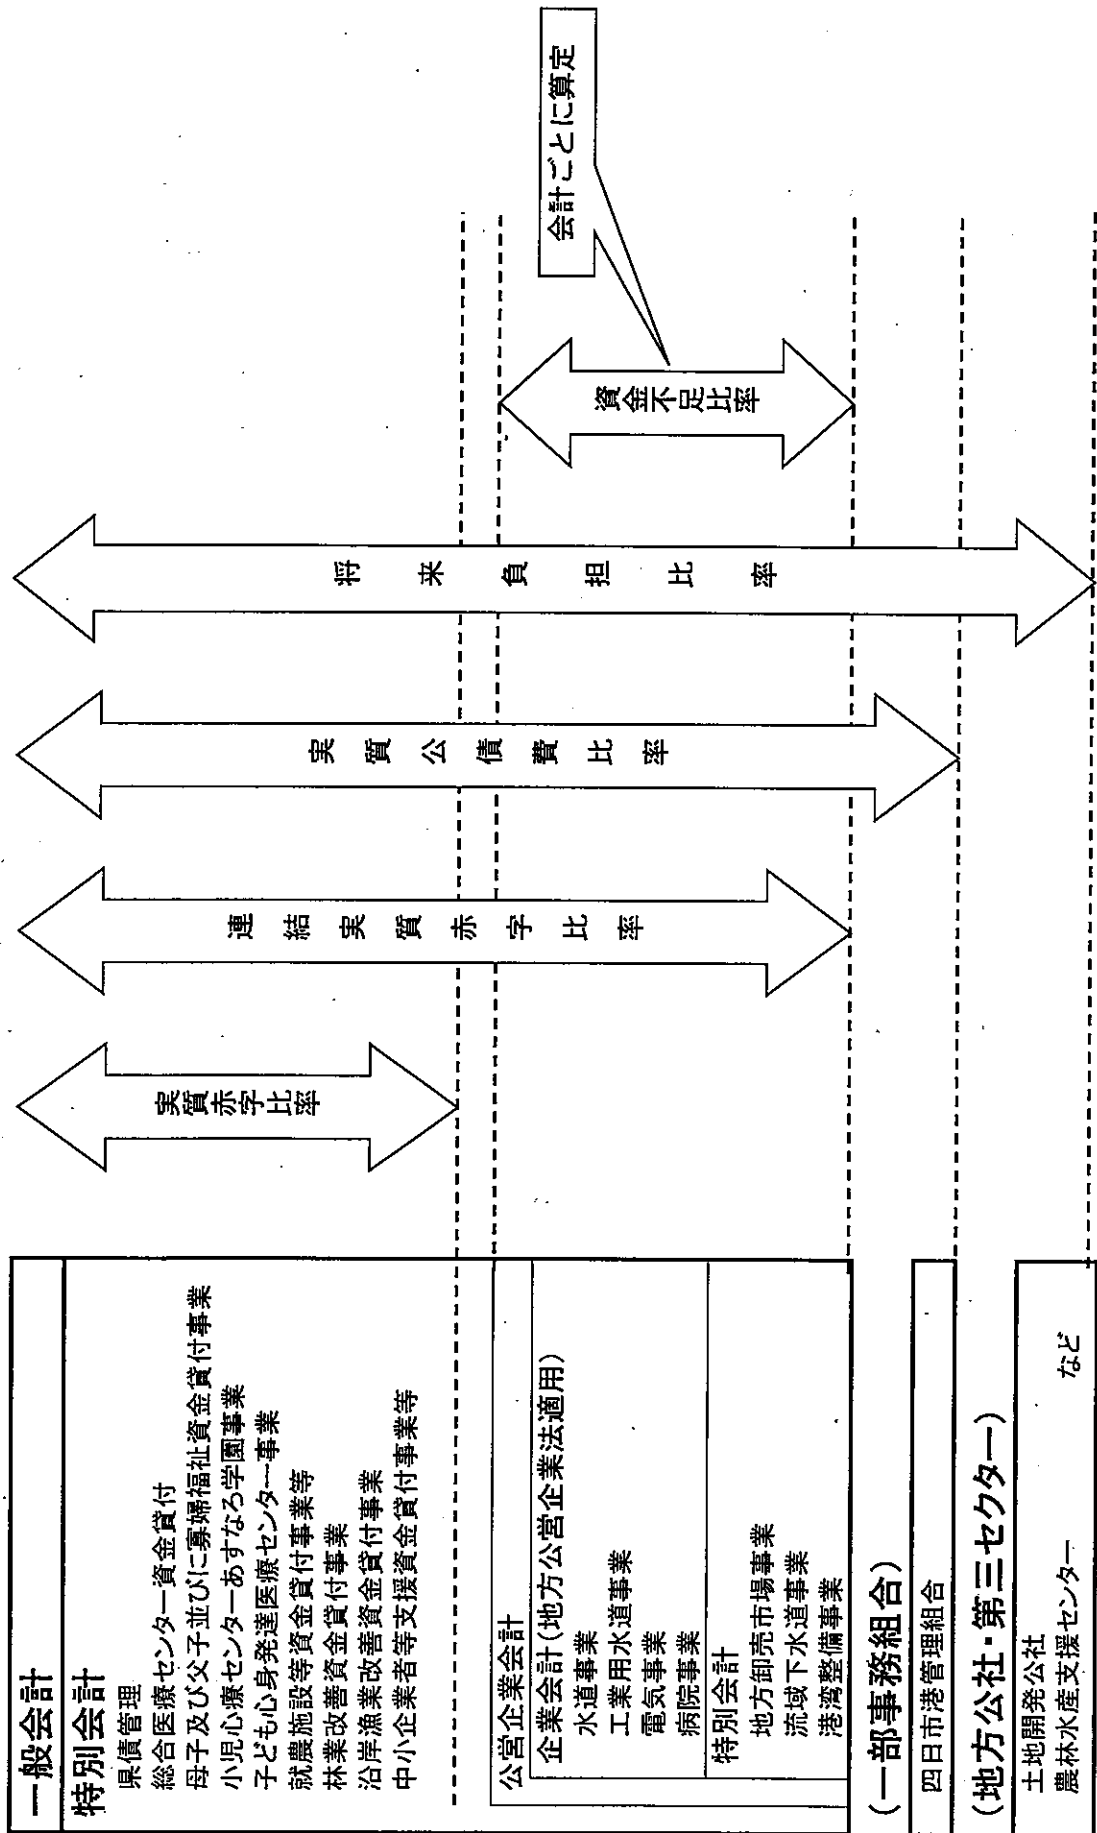 一般会計
特別会計
県債管理
総合医療センター資金貸付
母子及び父子並びに寡婦福祉資金貸付事業
小児心療センターあすなろ学園事業
子ども心身発達医療センター事業
就農施設等資金貸付事業等
林業改善資金貸付事業
沿岸漁業改善資金貸付事業
中小企業者等支援資金貸付事業等
公営企業会計
企業会計(地方公営企業法適用)
水道事業
工業用水道事業
電気事業
病院事業
特別会計
地方卸売市場事業
流域下水道事業
港湾整備事業
(一部事務組合)
四日市港管理組合
(地方公社・第三セクター)
土地開発公社
農林水産支援センター など
実質赤字比率
連結実質赤字比率
実質公債費比率
将来負担比率
資金不足比率
会計ごとに算定